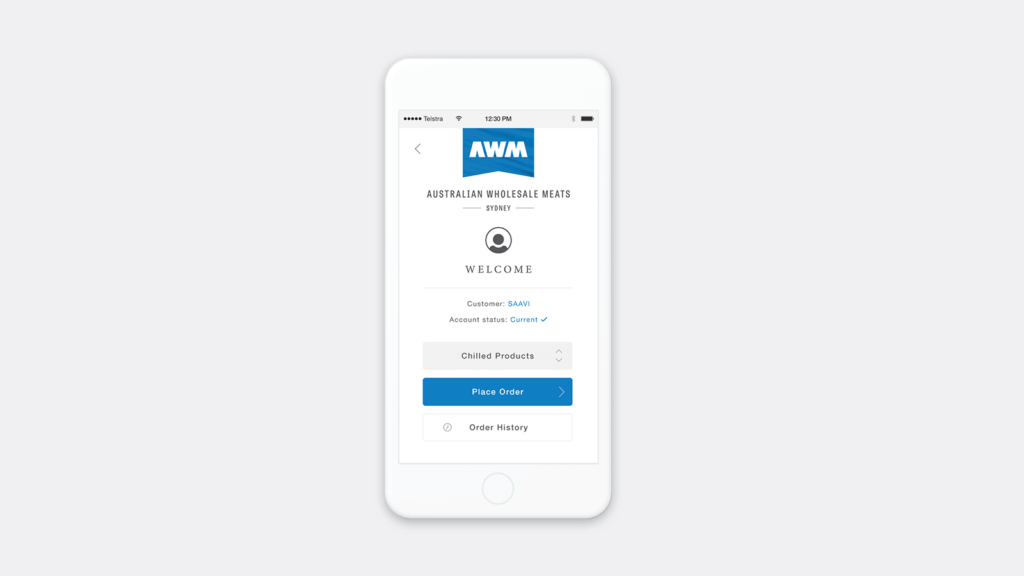 Telstra 12:30 PM
AWM
AUSTRALIAN WHOLESALE MEATS
SYDNEY
WELCOME
Customer: SAAVI
Account status: Current
Chilled Products
Place Order
Order History